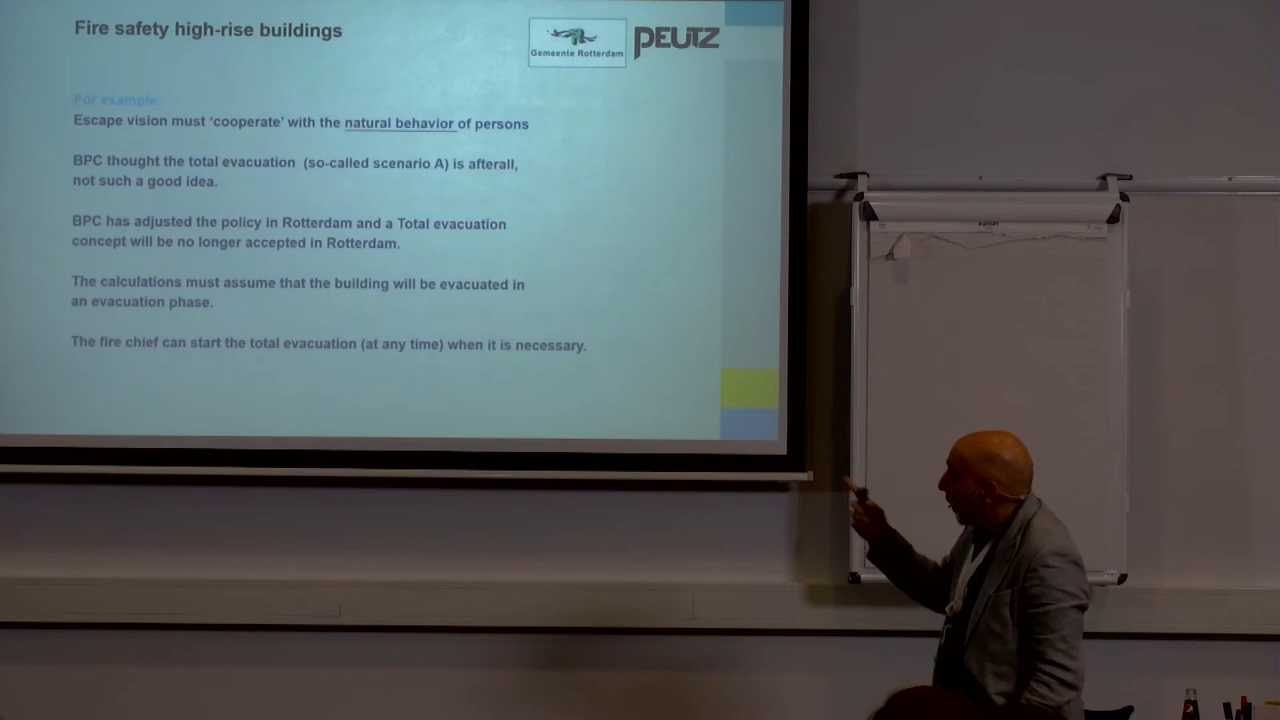 Fire safety high-rise buildings
Gemeente Rotterdam
PEUTZ
For example:
Escape vision must ‘cooperate’ with the natural behavior of persons
BPC thought the total evacuation (so-called scenario A) is afterall,
not such a good idea.
BPC has adjusted the policy in Rotterdam and a Total evacuation
concept will be no longer accepted in Rotterdam.
The calculations must assume that the building will be evacuated in
an evacuation phase.
The fire chief can start the total evacuation (at any time) when it is necessary.